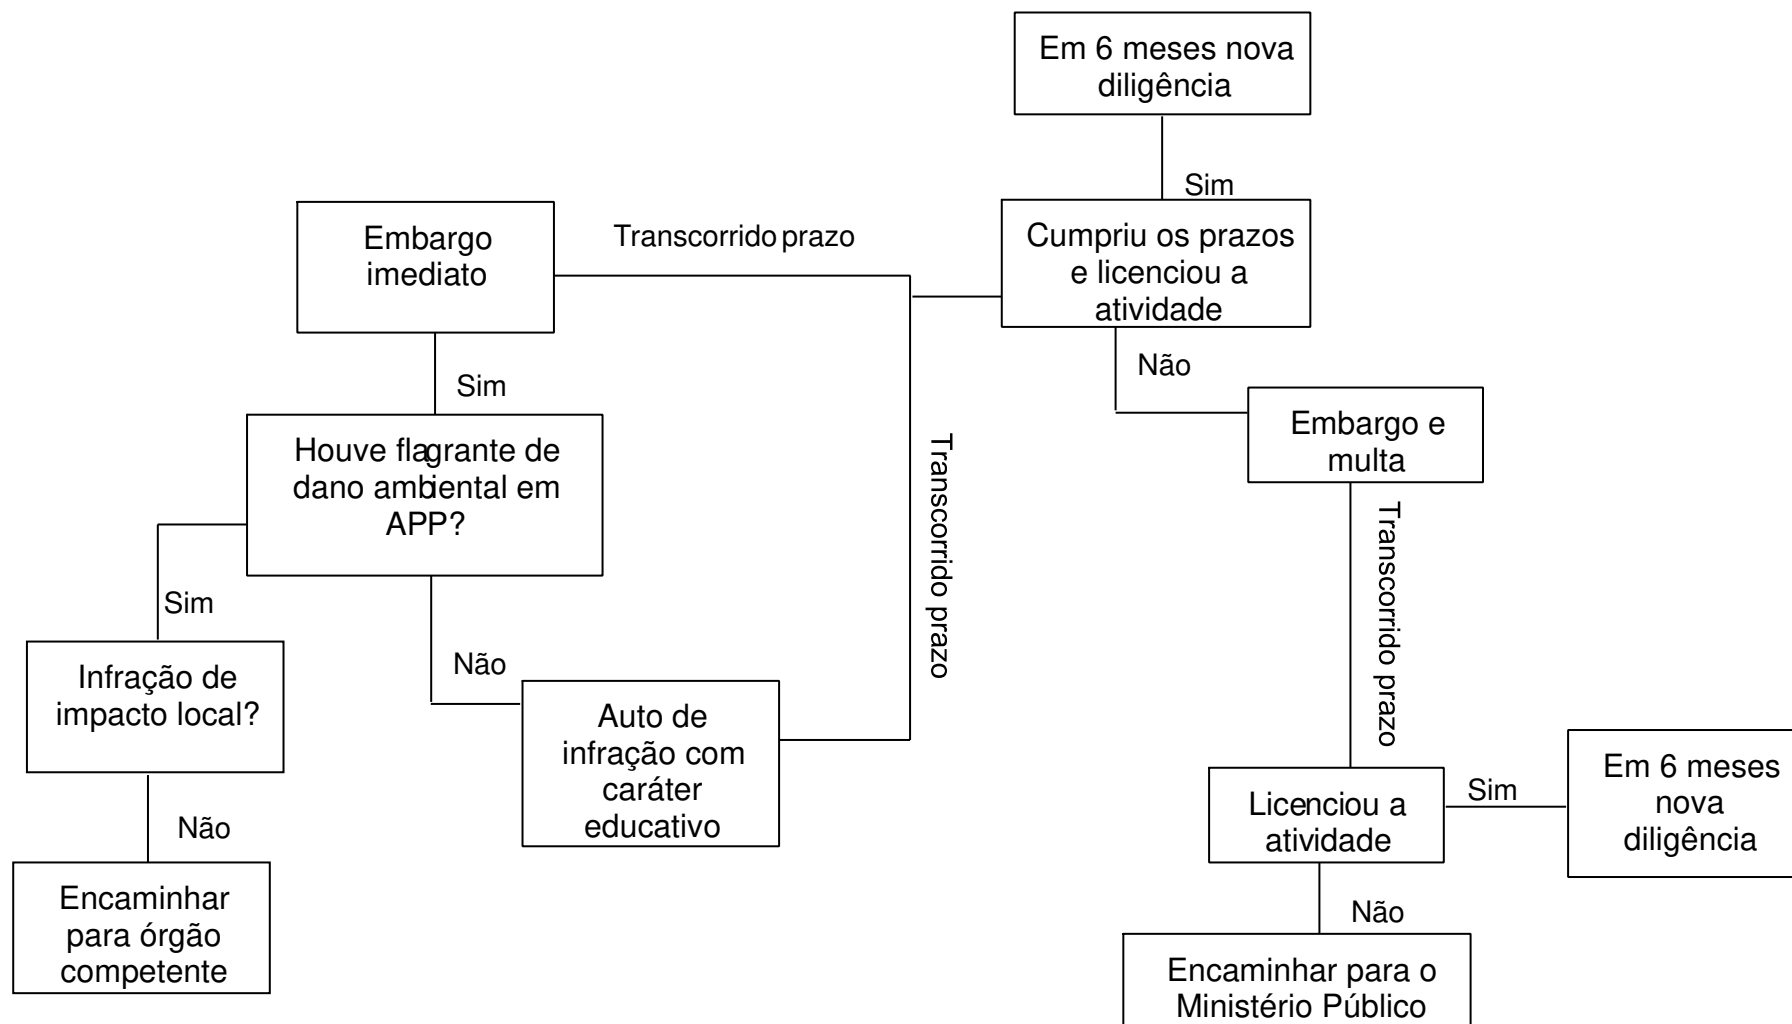 Em 6 meses nova
diligência
Sim
Embargo
imediato
Transcorrido prazo
Cumpriu os prazos
e licenciou a
atividade
Não
Sim
Houve flagrante de
dano ambiental em
APP?
Embargo e
multa
Transcorrido prazo
Transcorrido prazo
Sim
Não
Infração de
impacto local?
Auto de
infração com
caráter
educativo
Não
Licenciou a
atividade
Sim
Em 6 meses
nova
diligência
Encaminhar
para órgão
competente
Não
Encaminhar para o
Ministério Público